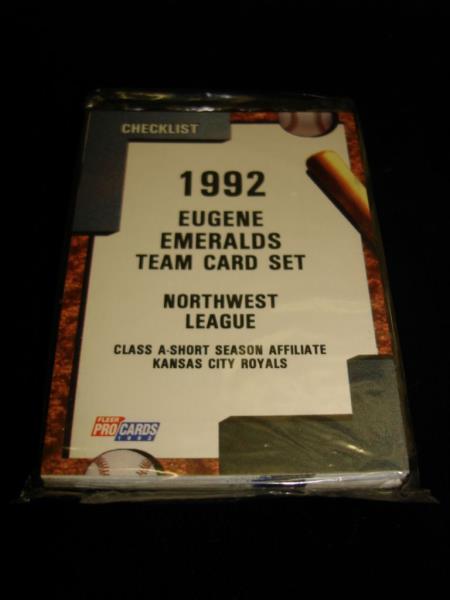 CHECKLIST
1992
EUGENE
EMERALDS
TEAM CARD SET
NORTHWEST
LEAGUE
CLASS A-SHORT SEASON AFFILIATE
KANSAS CITY ROYALS
FLEER
PRO CARDS
1992